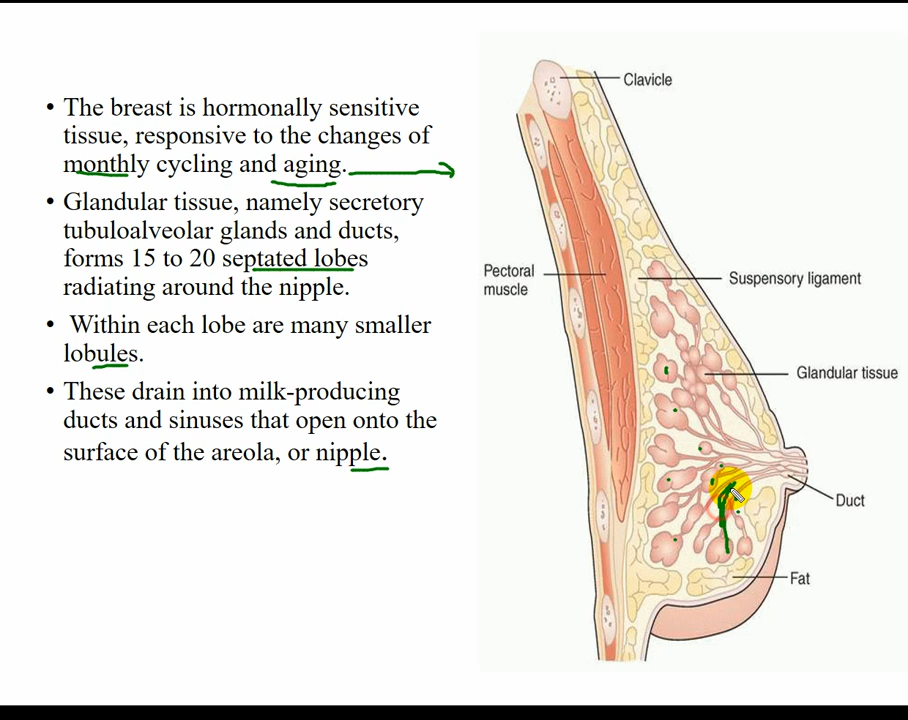 • The breast is hormonally sensitive
tissue, responsive to the changes of
monthly cycling and aging.
• Glandular tissue, namely secretory
tubuloalveolar glands and ducts,
forms 15 to 20 septated lobes
radiating around the nipple.
• Within each lobe are many smaller
lobules.
• These drain into milk-producing
ducts and sinuses that open onto the
surface of the areola, or nipple.
Clavicle
Pectoral
muscle
Suspensory ligament
Glandular tissue
Duct
Fat